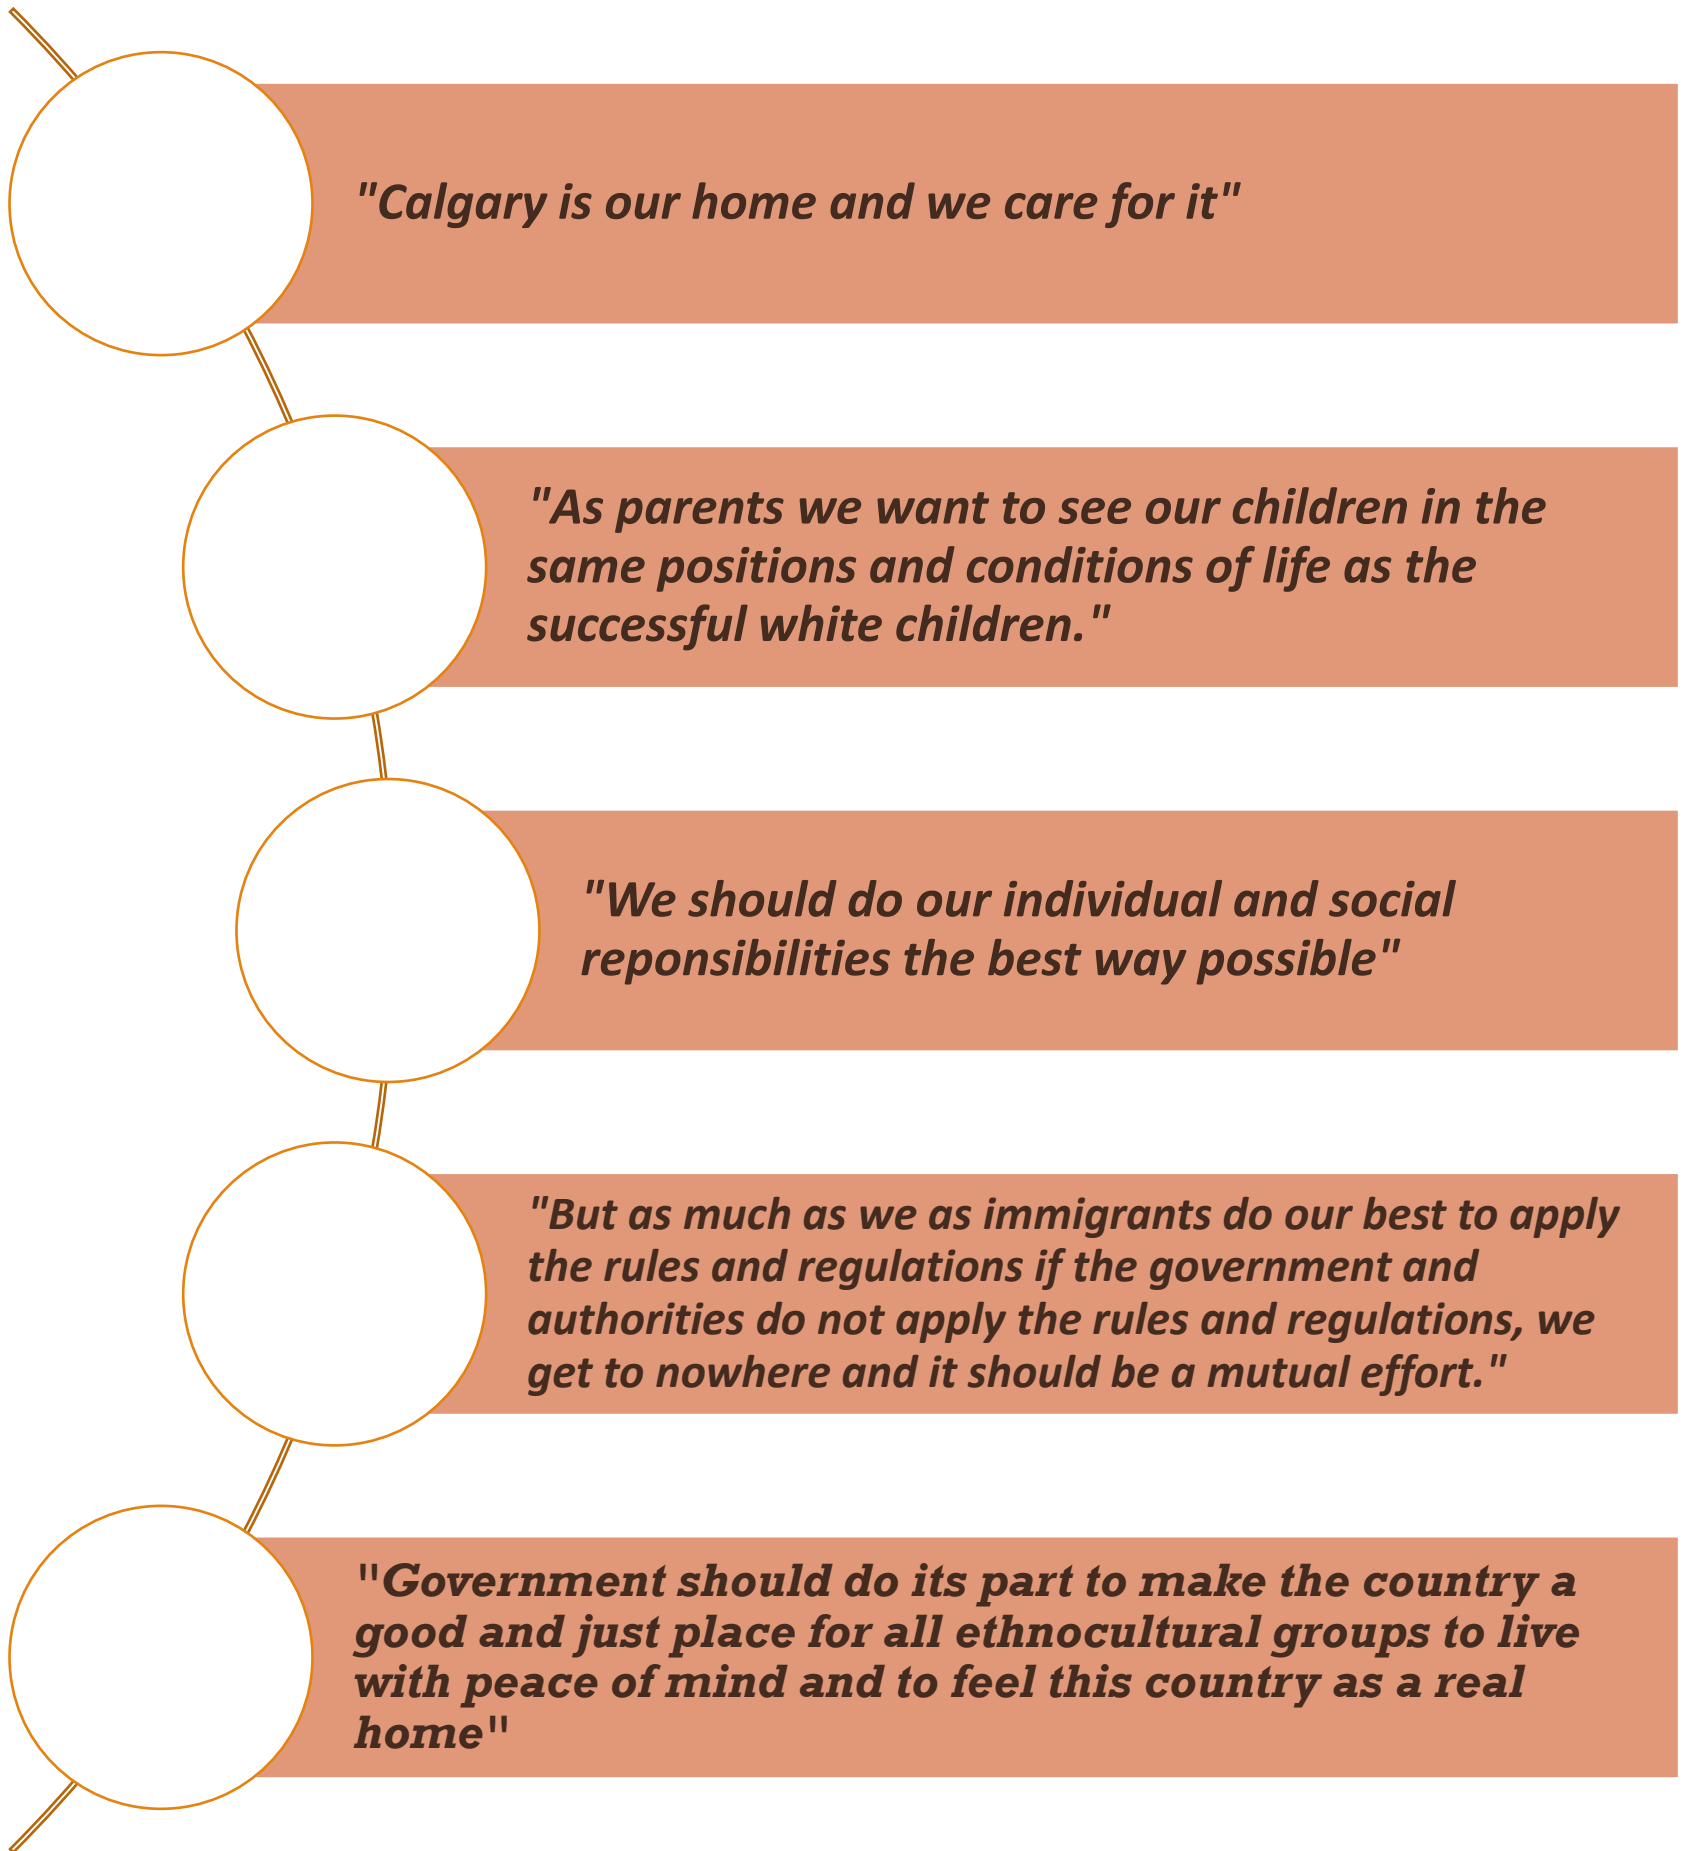 "Calgary is our home and we care for it"
"As parents we want to see our children in the
same positions and conditions of life as the
successful white children."
"We should do our individual and social
reponsibilities the best way possible"
"But as much as we as immigrants do our best to apply
the rules and regulations if the government and
authorities do not apply the rules and regulations, we
get to nowhere and it should be a mutual effort."
"Government should do its part to make the country a
good and just place for all ethnocultural groups to live
with peace of mind and to feel this country as a real
home"